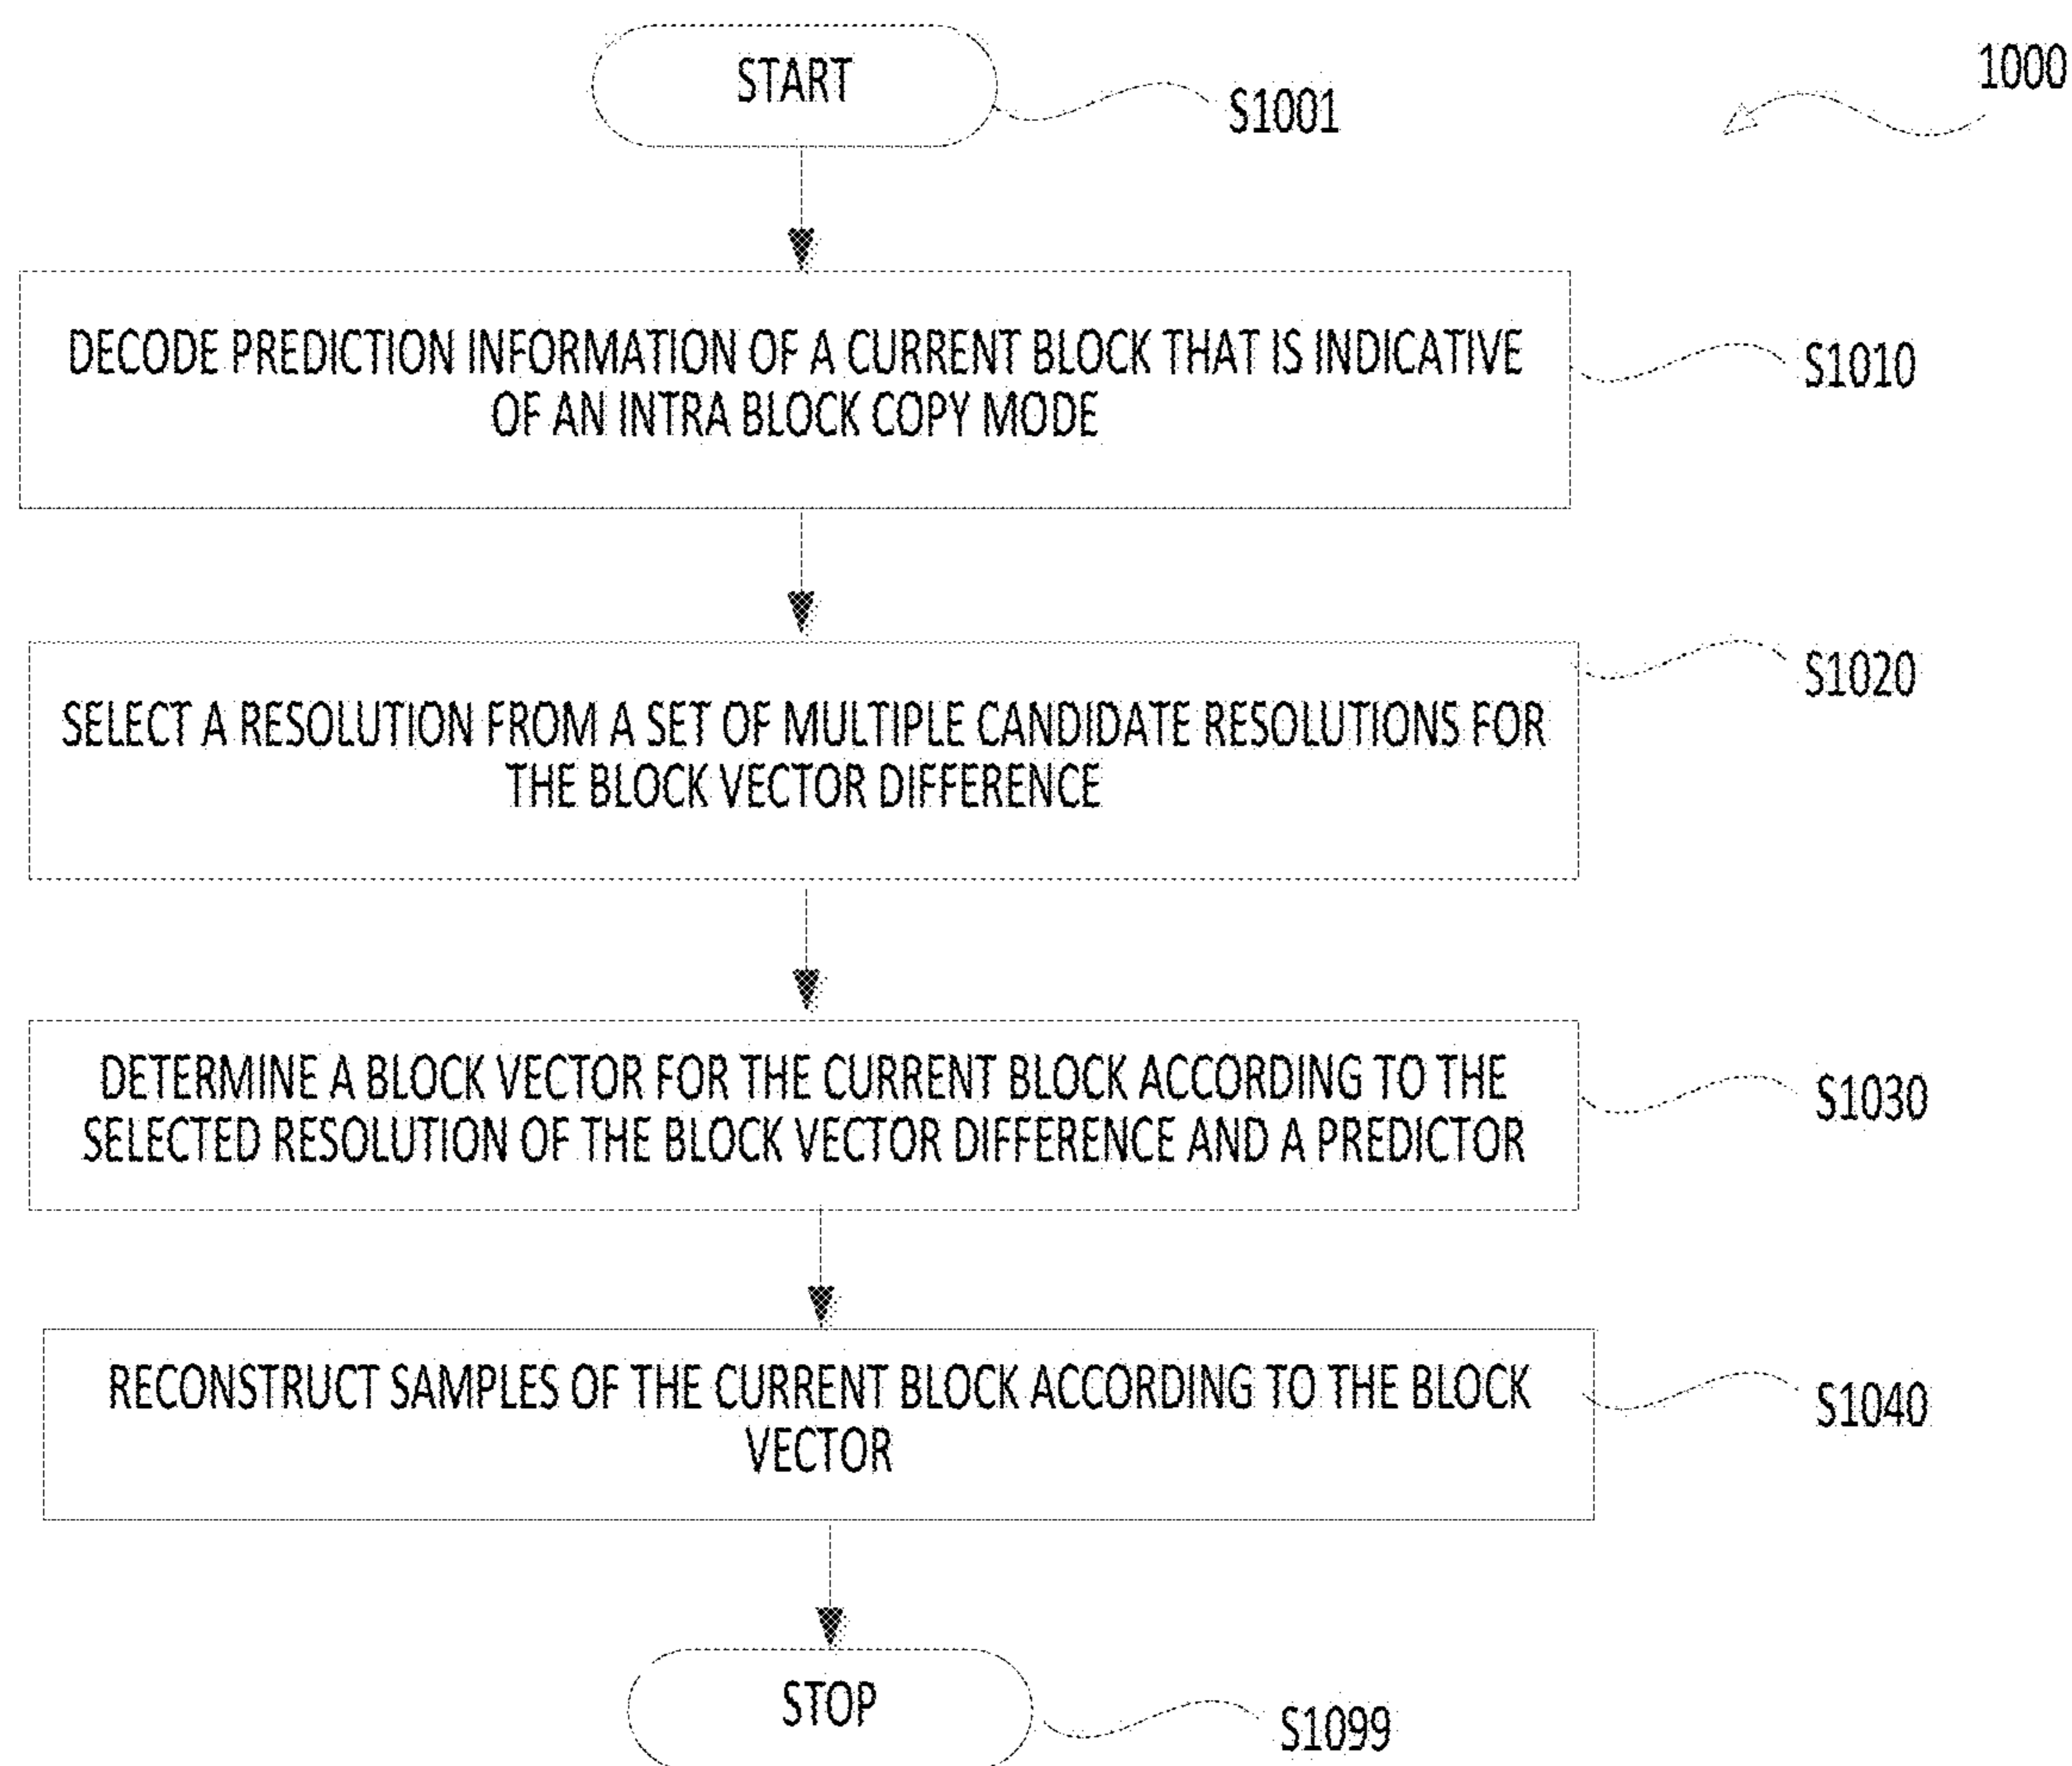 START
S1001
1000
DECODE PREDICTION INFORMATION OF A CURRENT BLOCK THAT IS INDICATIVE
OF AN INTRA BLOCK COPY MODE
S1010
SELECT A RESOLUTION FROM A SET OF MULTIPLE CANDIDATE RESOLUTIONS FOR
THE BLOCK VECTOR DIFFERENCE
S1020
DETERMINE A BLOCK VECTOR FOR THE CURRENT BLOCK ACCORDING TO THE
SELECTED RESOLUTION OF THE BLOCK VECTOR DIFFERENCE AND A PREDICTOR
S1030
RECONSTRUCT SAMPLES OF THE CURRENT BLOCK ACCORDING TO THE BLOCK
VECTOR
S1040
STOP
S1099